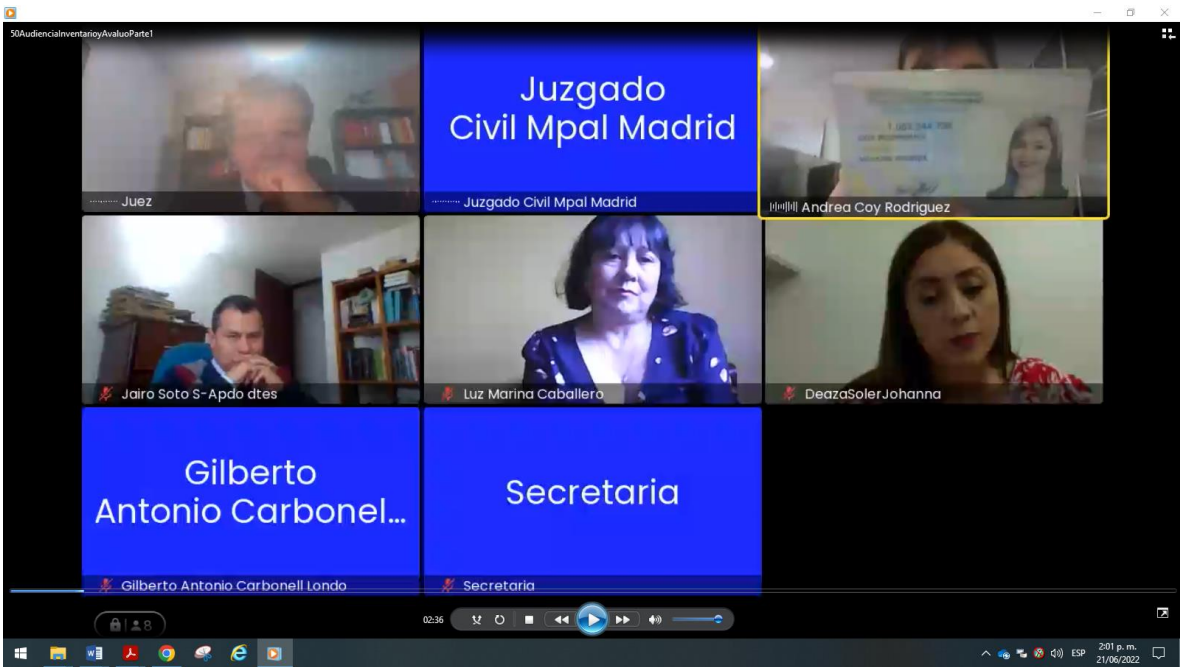 50AudienciaInventarioyAvaluoParte1
Juez
Juzgado
Civil Mpal Madrid
Juzgado Civil Mpal Madrid
Andrea Coy Rodriguez
Jairo Soto S-Apdo dtes
Luz Marina Caballero
DeazaSolerJohanna
Gilberto
Antonio Carbonel...
Gilberto Antonio Carbonell Londo
Secretaria
Secretaria
8
02:36
ESP
2:01 p. m.
21/06/2022